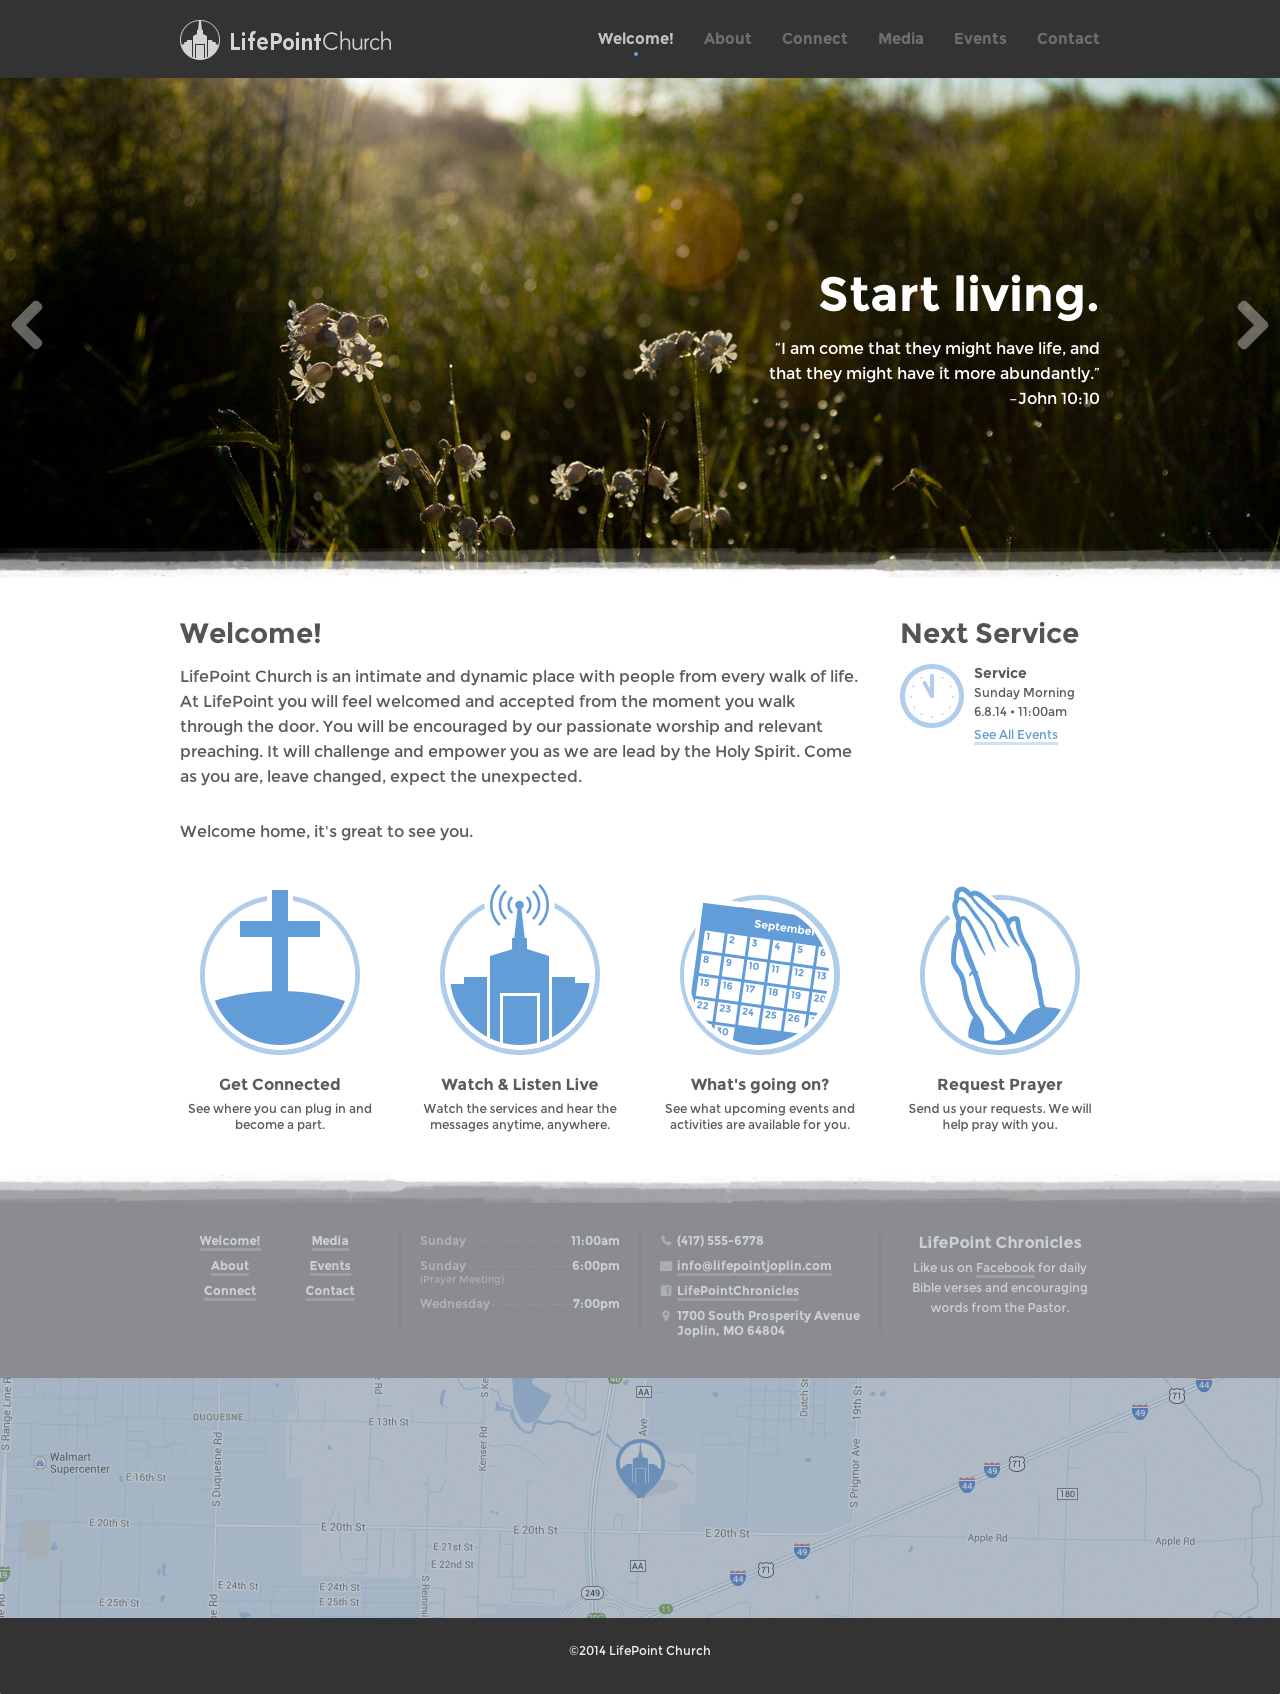 LifePointChurch
Welcome! About Connect Media Events Contact
Start living.
“I am come that they might have life, and
that they might have it more abundantly.”
–John 10:10
Welcome!
LifePoint Church is an intimate and dynamic place with people from every walk of life.
At LifePoint you will feel welcomed and accepted from the moment you walk
through the door. You will be encouraged by our passionate worship and relevant
preaching. It will challenge and empower you as we are lead by the Holy Spirit. Come
as you are, leave changed, expect the unexpected.
Welcome home, it's great to see you.
Next Service
Service
Sunday Morning
6.8.14 • 11:00am
See All Events
September
1 2 3 4 5 6
8 9 10 11 12 13
15 16 17 18 19 20
22 23 24 25 26
30
Get Connected
See where you can plug in and
become a part.
Watch & Listen Live
Watch the services and hear the
messages anytime, anywhere.
What's going on?
See what upcoming events and
activities are available for you.
Request Prayer
Send us your requests. We will
help pray with you.
Welcome! Media
About Events
Connect Contact
Sunday 11:00am
Sunday 6:00pm
(Prayer Meeting)
Wednesday 7:00pm
(417) 555-6778
info@lifepointjoplin.com
LifePointChronicles
1700 South Prosperity Avenue
Joplin, MO 64804
LifePoint Chronicles
Like us on Facebook for daily
Bible verses and encouraging
words from the Pastor.
S Range Line R
DUQUESNE
E 13th St
Kenser Rd
AA
Ave
Dutch St
19th St
S Prigmor Ave
44
71
49
Walmart
Supercenter
E 16th St
S Duquesne Rd
71
49
44
180
E 20th St
E 20th St
E 20th St
E 20th St
Apple Rd
Apple Rd
E 21st St
E 22nd St
AA
49
71
44
E 24th St
E 24th St
E 25th St
E 25th St
S Reinmil
249
11
©2014 LifePoint Church